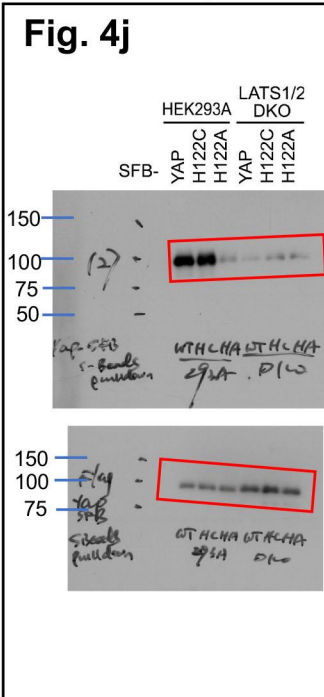 Fig. 4j
HEK293A
LATS1/2
DKO
SFB-
YAP
H122C
H122A
YAP
H122C
H122A
150
100
75
50
(2)
S-Beads
pulldown
WT HC HA WT HC HA
293A DKO
150
100
75
Flag
Yap
SFB
S Beads
pulldown
WT HC HA WT HC HA
293A DKO